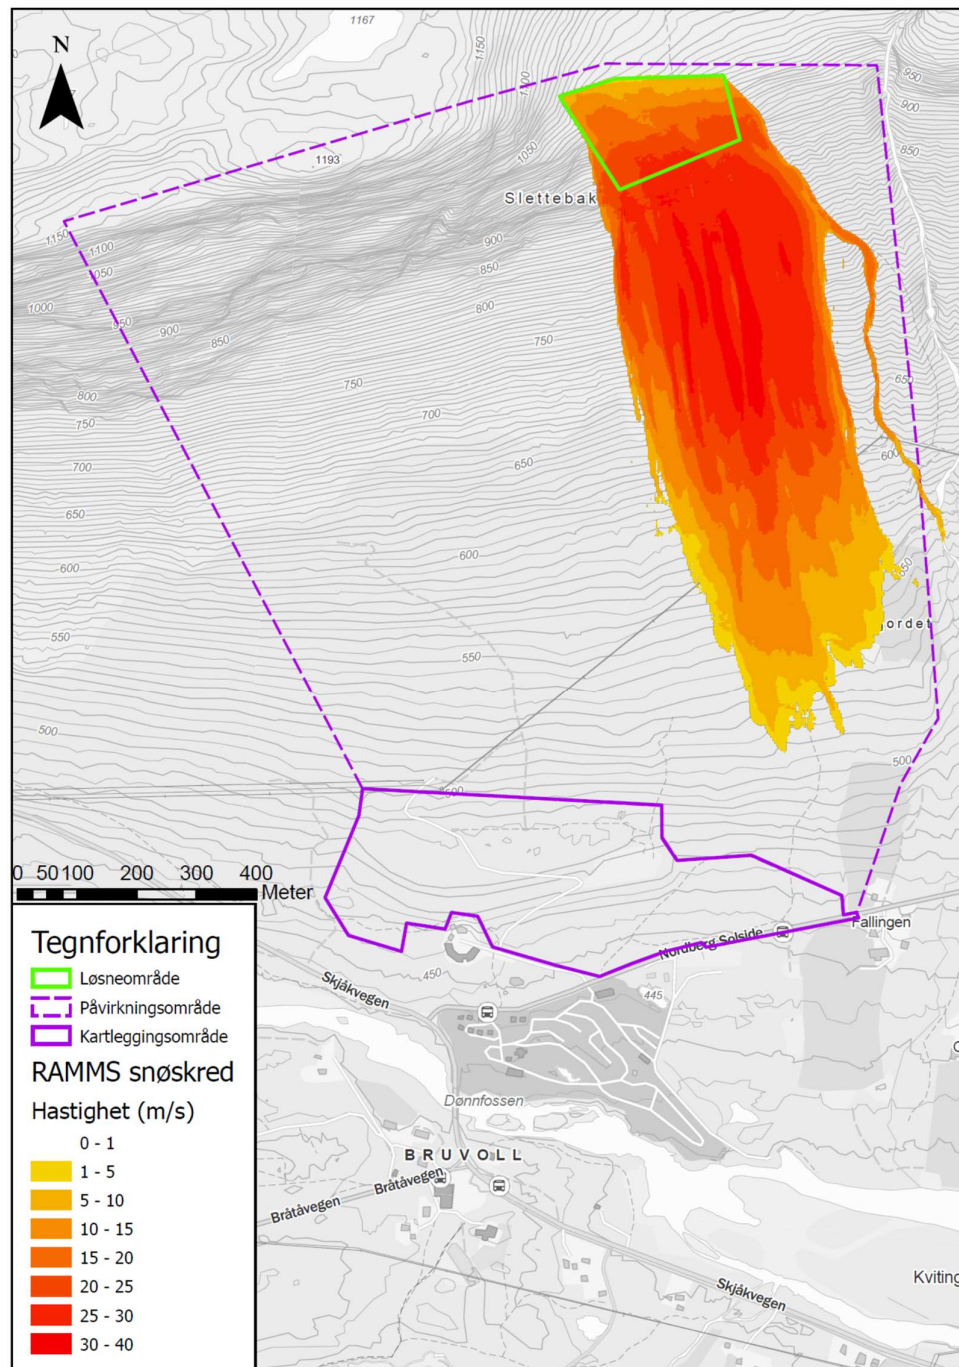 1167
N
1150
1100
950
900
850
1193
1050
Slettebak
1150
1100
050
1000
950
900
850
800
750
700
650
600
550
500
900
850
800
750
750
700
650
600
550
650
600
550
jordet
500
500
0 50 100 200 300 400
Meter
Nordberg Solside
Fallingen
Skjåkvegen
450
445
Dønnfossen
BRUVOLL
Bråtåvegen
Bråtåvegen
Skjåkvegen
Kviting
Tegnforklaring
Løsneområde
Påvirkningsområde
Kartleggingsområde
RAMMS snøskred
Hastighet (m/s)
0 - 1
1 - 5
5 - 10
10 - 15
15 - 20
20 - 25
25 - 30
30 - 40